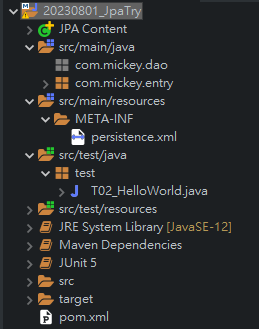 20230801_JpaTry
JPA Content
src/main/java
com.mickey.dao
com.mickey.entry
src/main/resources
META-INF
persistence.xml
src/test/java
test
T02_HelloWorld.java
src/test/resources
JRE System Library [JavaSE-12]
Maven Dependencies
JUnit 5
src
target
pom.xml